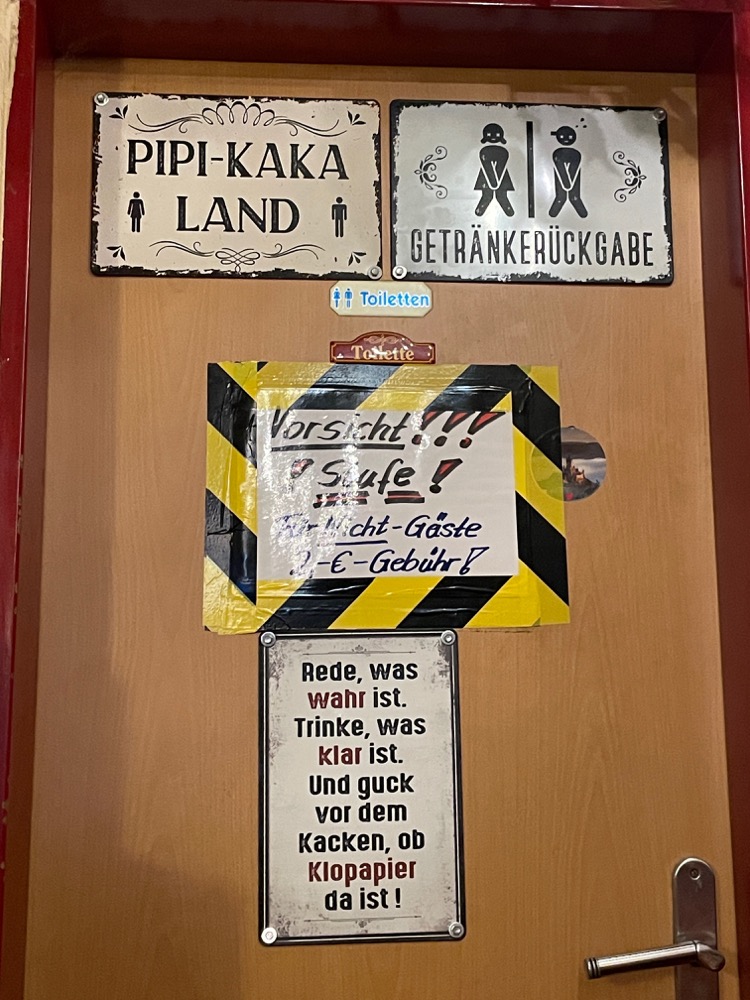 PIPI-KAKA
LAND
GETRÄNKERÜCKGABE
Toiletten
Toilette
Vorsicht!!!
! Stufe !
Für Nicht-Gäste
2,-€-Gebühr!
Rede, was
wahr ist.
Trinke, was
klar ist.
Und guck
vor dem
Kacken, ob
Klopapier
da ist !